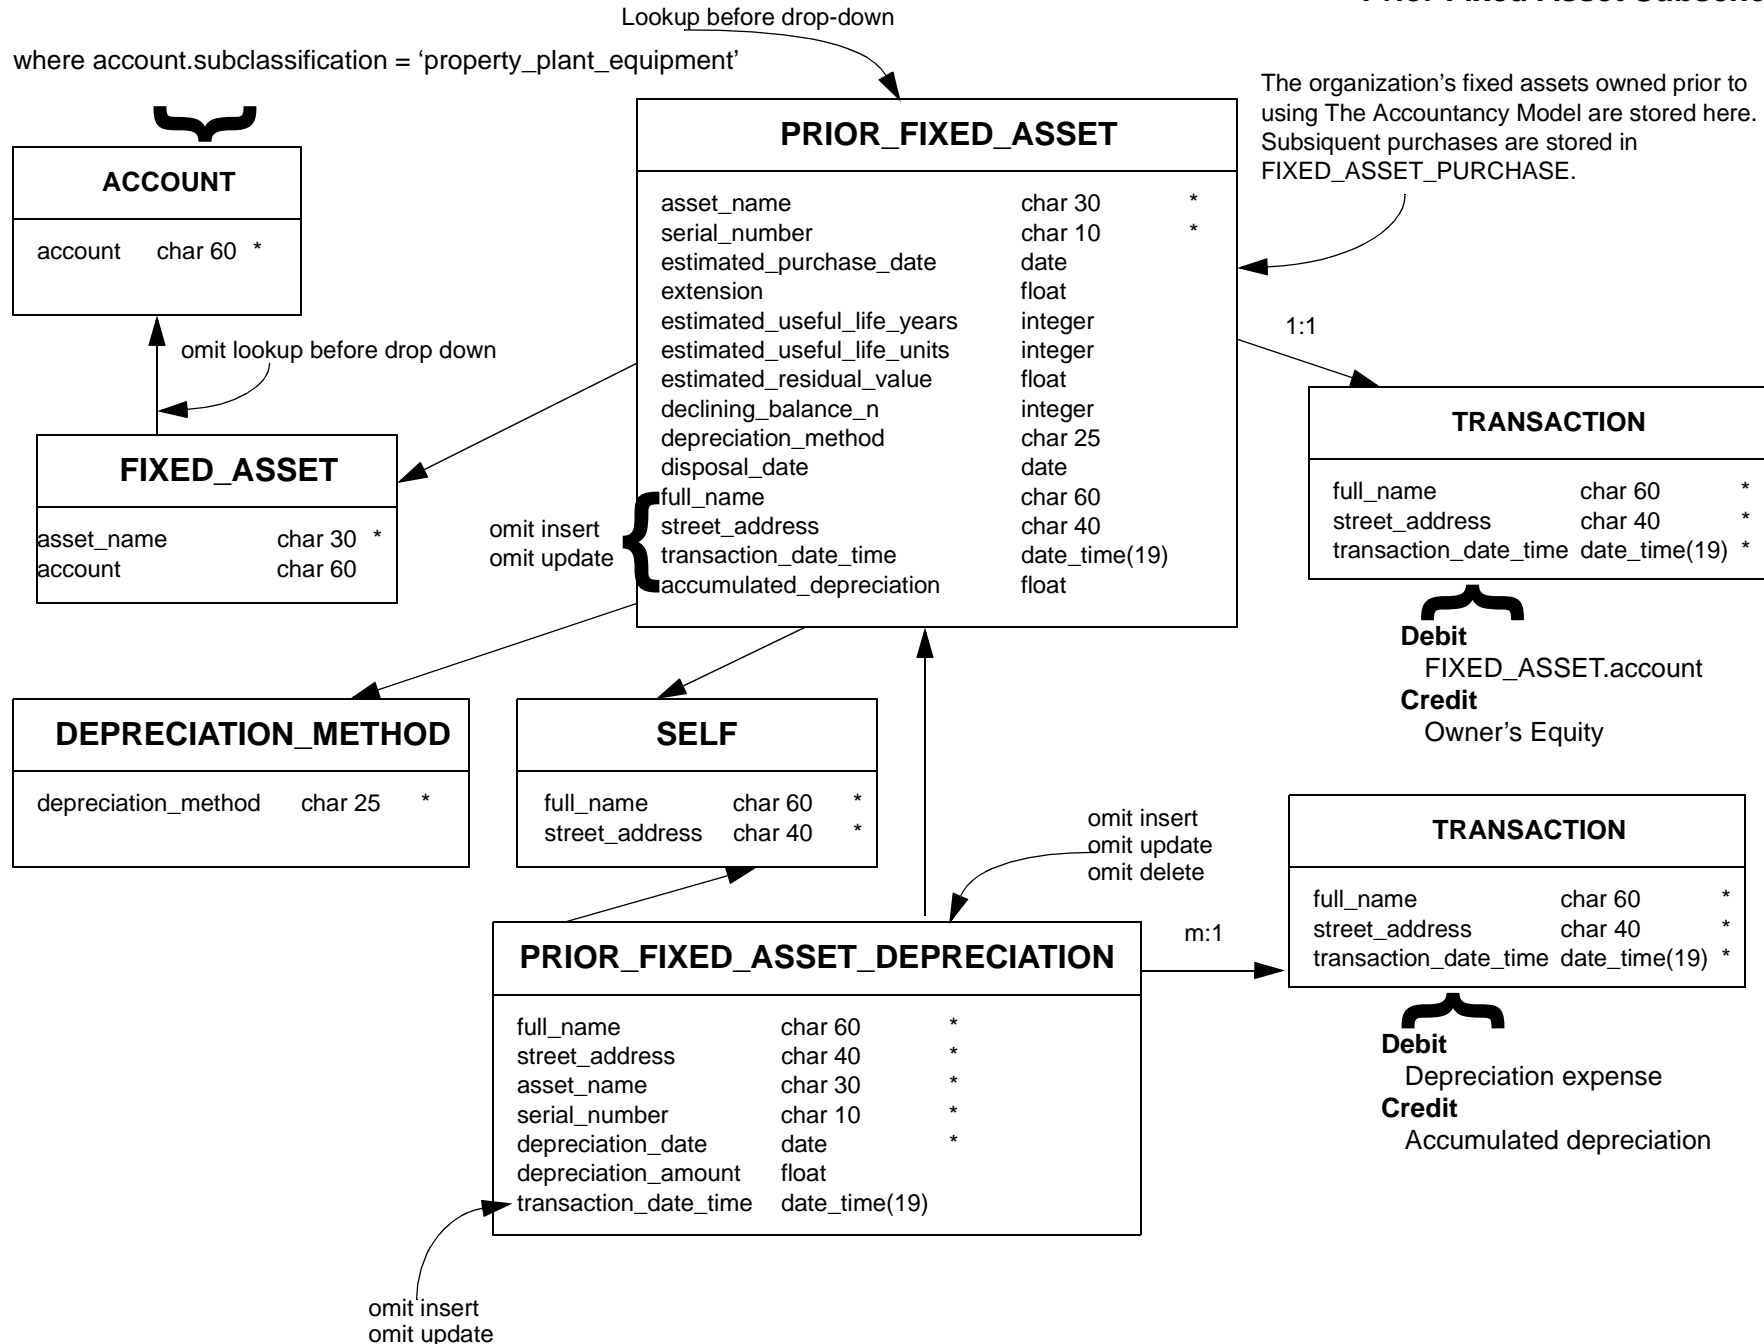 Prior Fixed Asset
Lookup before drop-down
where account.subclassification = ‘property_plant_equipment’
The organization’s fixed assets owned prior to
using The Accountancy Model are stored here.
Subsiquent purchases are stored in
FIXED_ASSET_PURCHASE.
ACCOUNT
account char 60 *
omit lookup before drop down
FIXED_ASSET
asset_name char 30 *
account char 60
PRIOR_FIXED_ASSET
asset_name char 30 *
serial_number char 10 *
estimated_purchase_date date
extension float
estimated_useful_life_years integer
estimated_useful_life_units integer
estimated_residual_value float
declining_balance_n integer
depreciation_method char 25
disposal_date date
full_name char 60
street_address char 40
transaction_date_time date_time(19)
accumulated_depreciation float
omit insert
omit update
1:1
TRANSACTION
full_name char 60 *
street_address char 40 *
transaction_date_time date_time(19) *
Debit
FIXED_ASSET.account
Credit
Owner’s Equity
DEPRECIATION_METHOD
depreciation_method char 25 *
SELF
full_name char 60 *
street_address char 40 *
omit insert
omit update
omit delete
PRIOR_FIXED_ASSET_DEPRECIATION
full_name char 60 *
street_address char 40 *
asset_name char 30 *
serial_number char 10 *
depreciation_date date *
depreciation_amount float
transaction_date_time date_time(19)
m:1
TRANSACTION
full_name char 60 *
street_address char 40 *
transaction_date_time date_time(19) *
Debit
Depreciation expense
Credit
Accumulated depreciation
omit insert
omit update